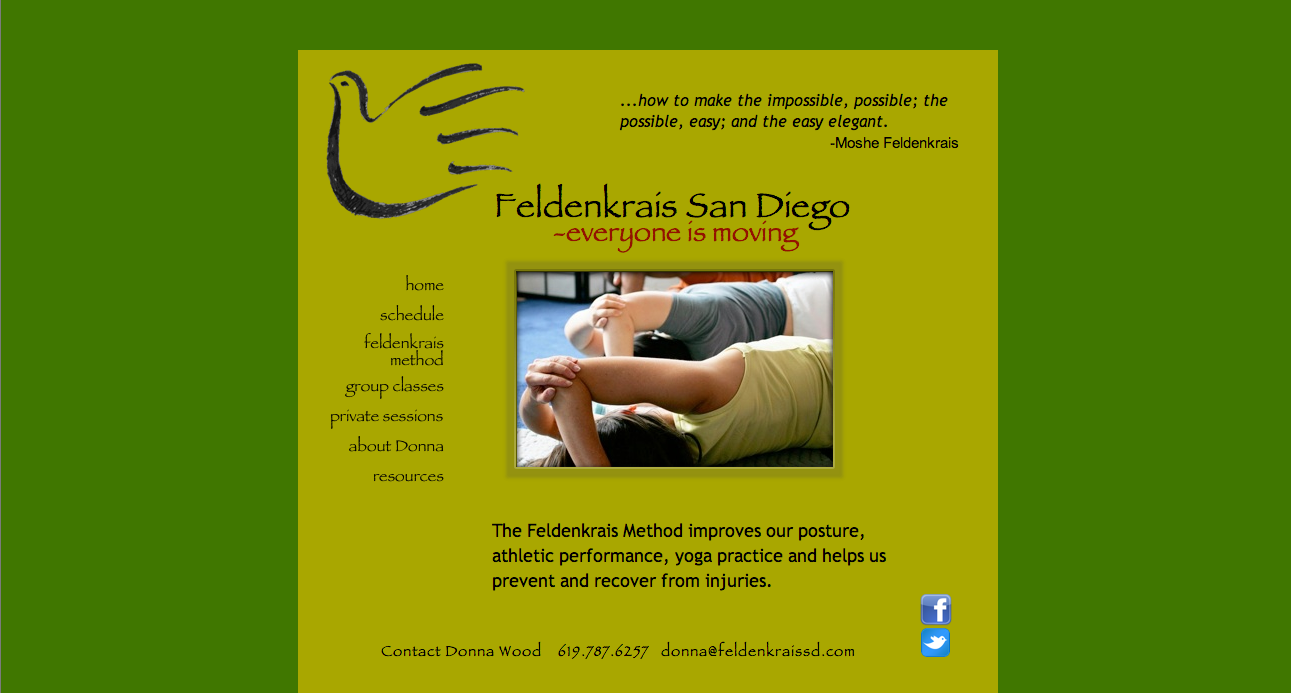 ...how to make the impossible, possible; the
possible, easy; and the easy elegant.
-Moshe Feldenkrais
Feldenkrais San Diego
~everyone is moving
home
schedule
feldenkrais
method
group classes
private sessions
about Donna
resources
The Feldenkrais Method improves our posture,
athletic performance, yoga practice and helps us
prevent and recover from injuries.
f
Contact Donna Wood 619.787.6257 donna@feldenkraissd.com